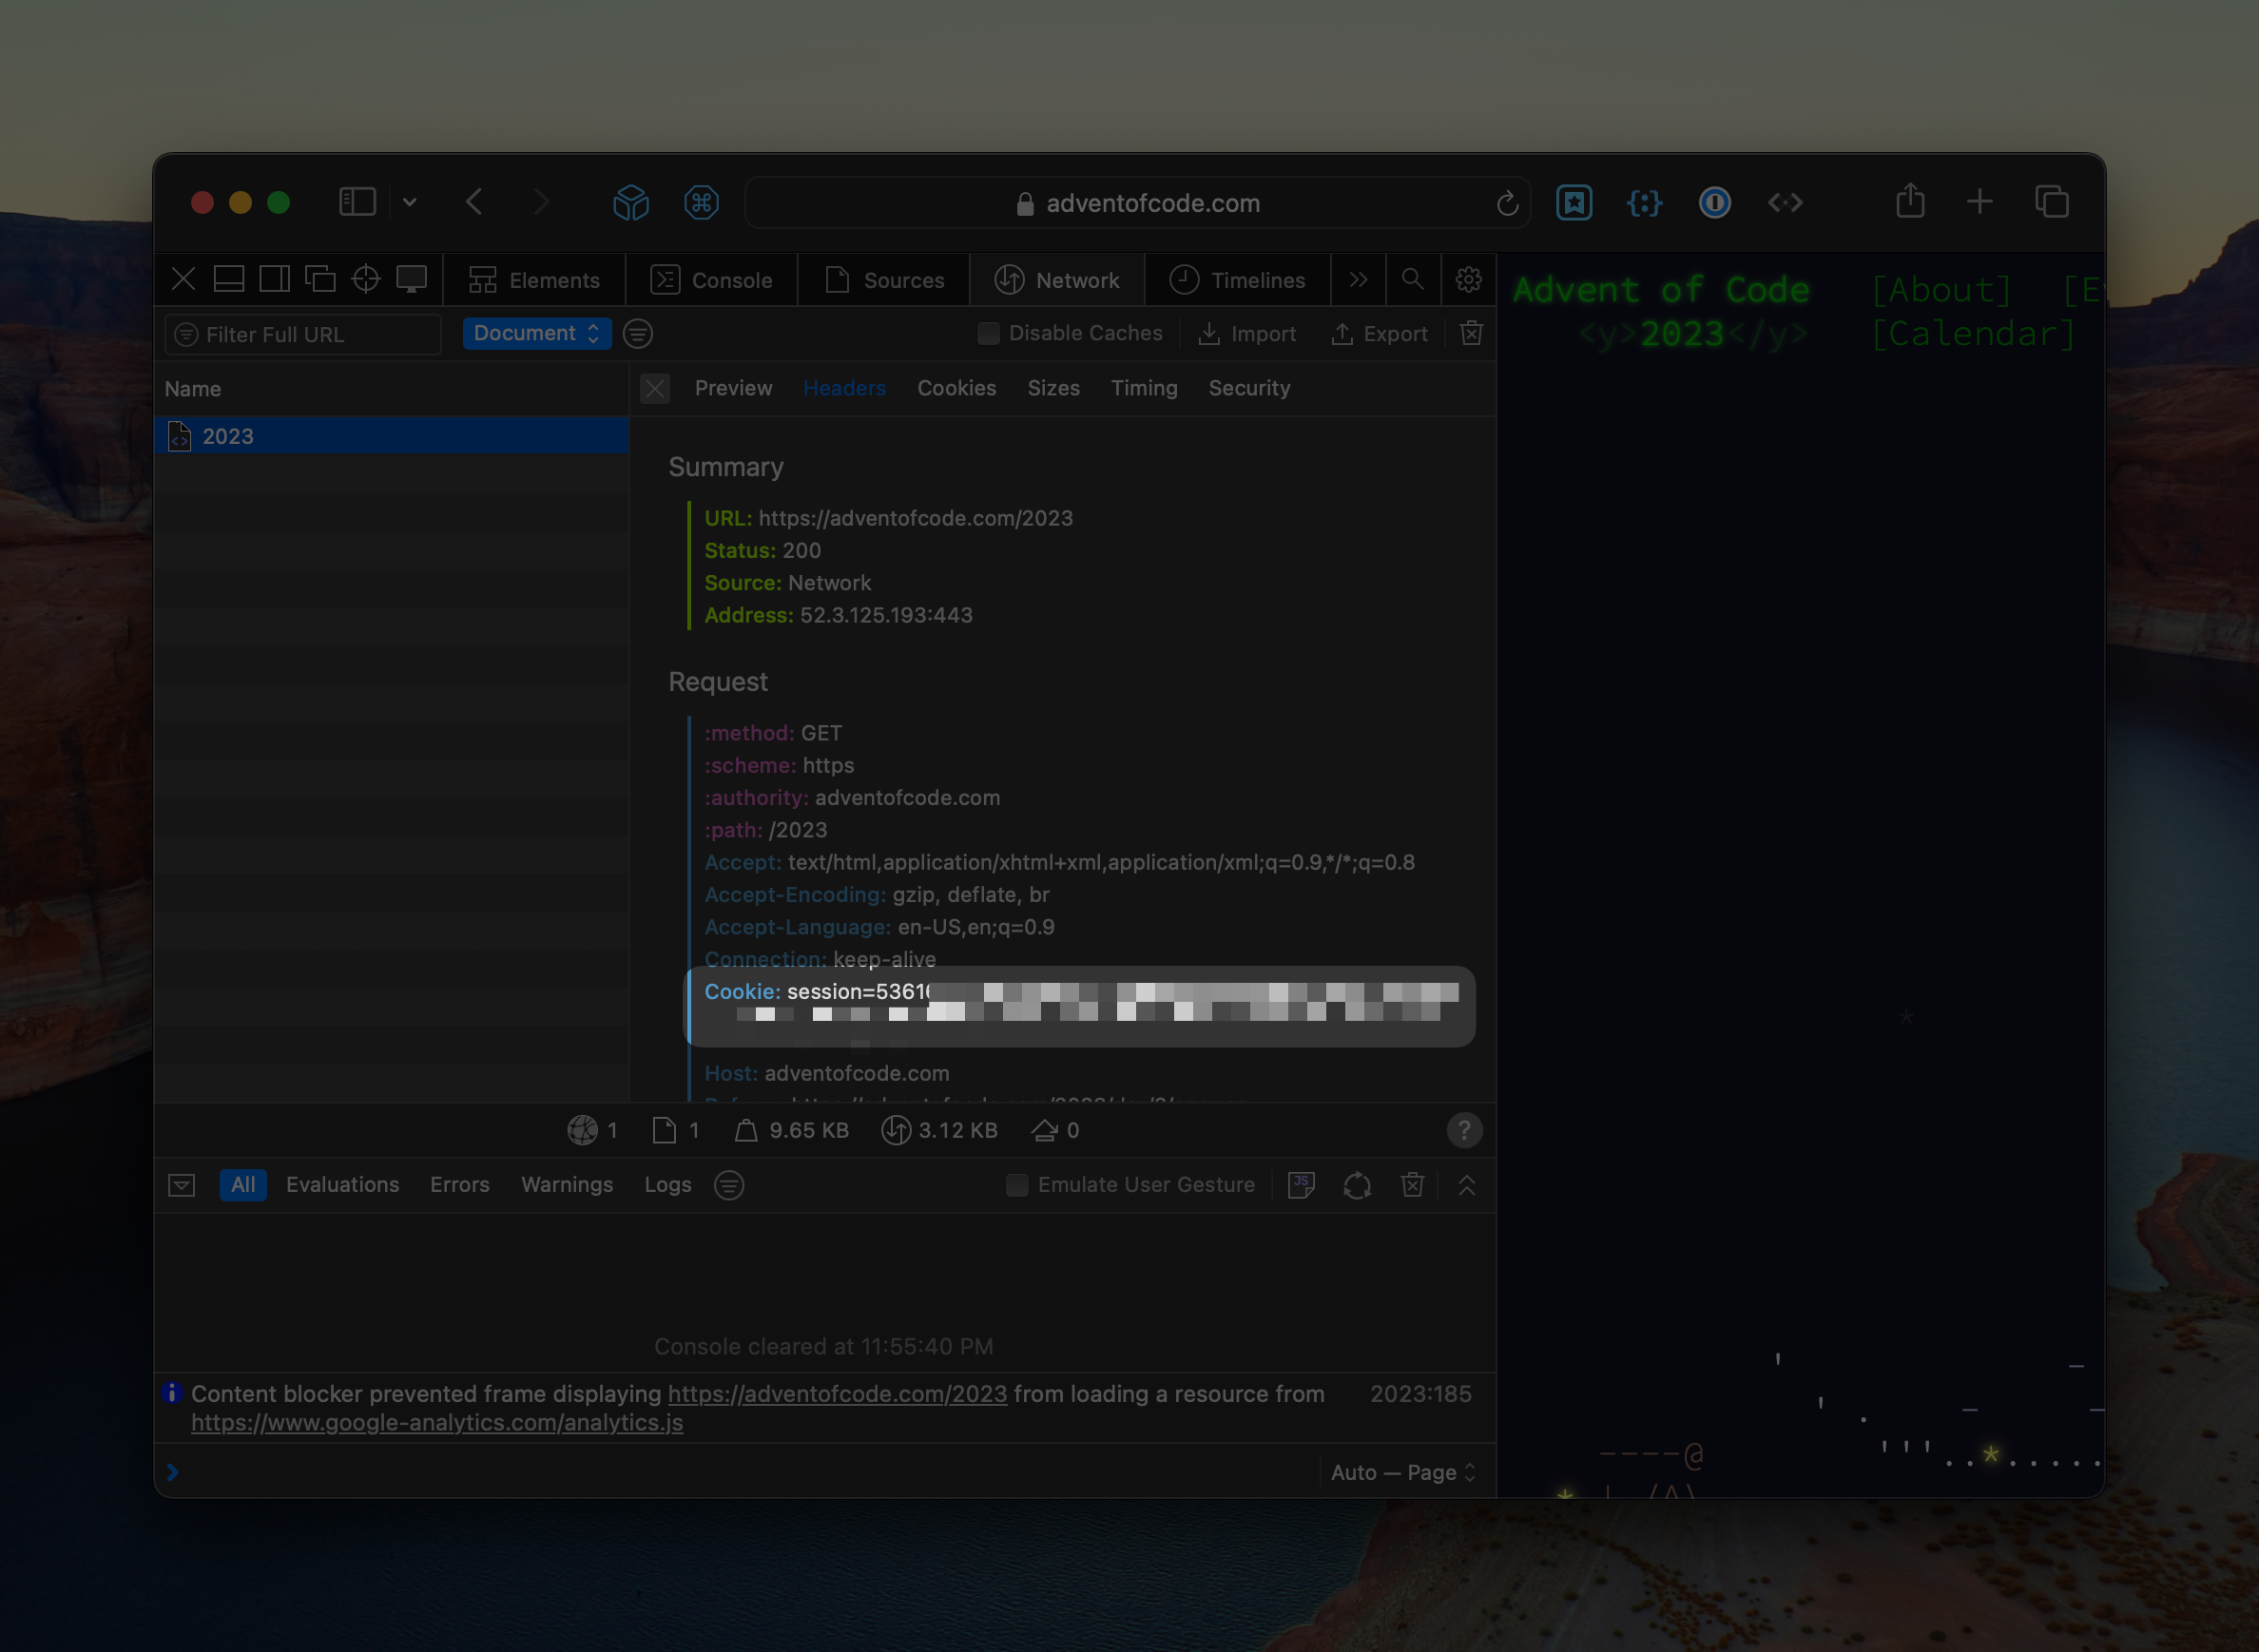 adventofcode.com
Elements Console Sources Network Timelines
Filter Full URL Document Disable Caches Import Export
Name
Preview Headers Cookies Sizes Timing Security
2023
Summary
URL: https://adventofcode.com/2023
Status: 200
Source: Network
Address: 52.3.125.193:443
Request
:method: GET
:scheme: https
:authority: adventofcode.com
:path: /2023
Accept: text/html,application/xhtml+xml,application/xml;q=0.9,*/*;q=0.8
Accept-Encoding: gzip, deflate, br
Accept-Language: en-US,en;q=0.9
Connection: keep-alive
Cookie: session=5361
Host: adventofcode.com
1 1 9.65 KB 3.12 KB 0 ?
All Evaluations Errors Warnings Logs Emulate User Gesture JS
Console cleared at 11:55:40 PM
Content blocker prevented frame displaying https://adventofcode.com/2023 from loading a resource from 2023:185
https://www.google-analytics.com/analytics.js
Auto — Page
Advent of Code [About]
<y>2023</y> [Calendar]